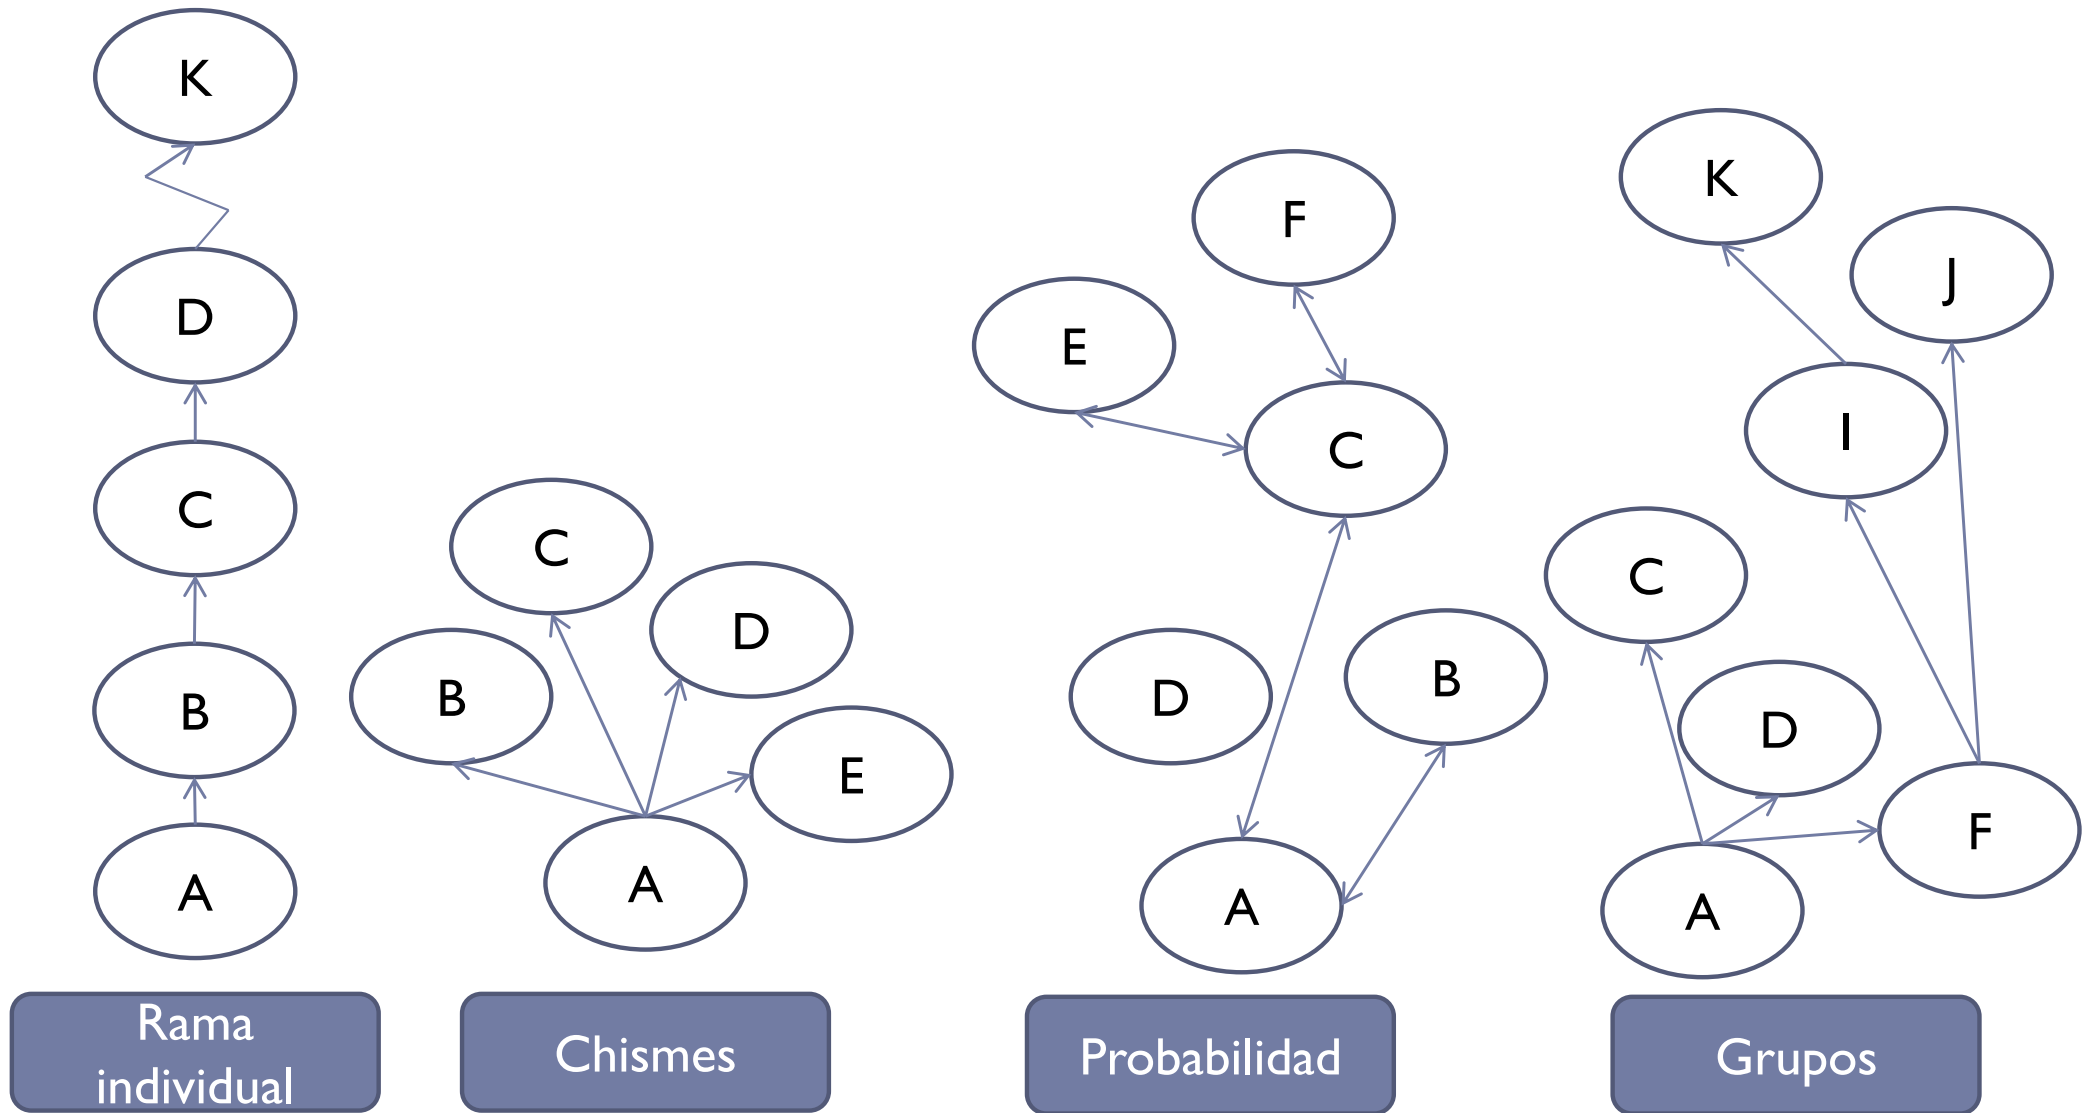 K
D
C
B
A
Rama
individual
C
D
B
E
A
Chismes
F
E
C
D
B
A
Probabilidad
K
J
I
C
D
F
A
Grupos